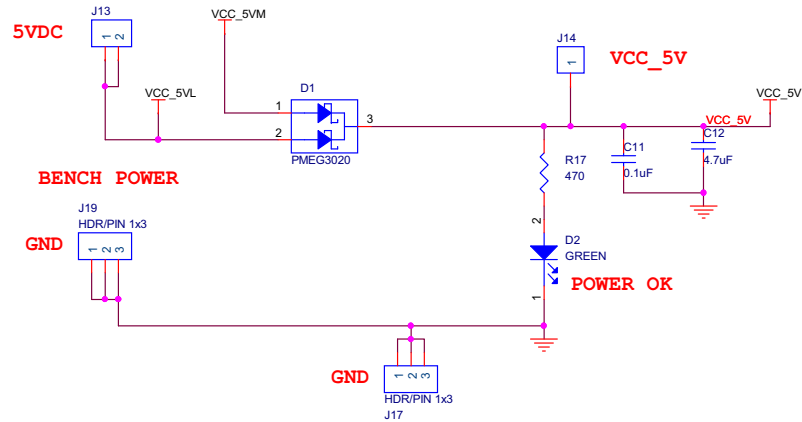 J13
5VDC
1 2
VCC_5VM
VCC_5VL
D1
1
2
3
PMEG3020
J14
1
VCC_5V
VCC_5V
VCC_5V
C11
0.1uF
C12
4.7uF
R17
470
BENCH POWER
J19
HDR/PIN 1x3
GND
1 2 3
2
D2
GREEN
POWER OK
1
GND
1 2 3
HDR/PIN 1x3
J17